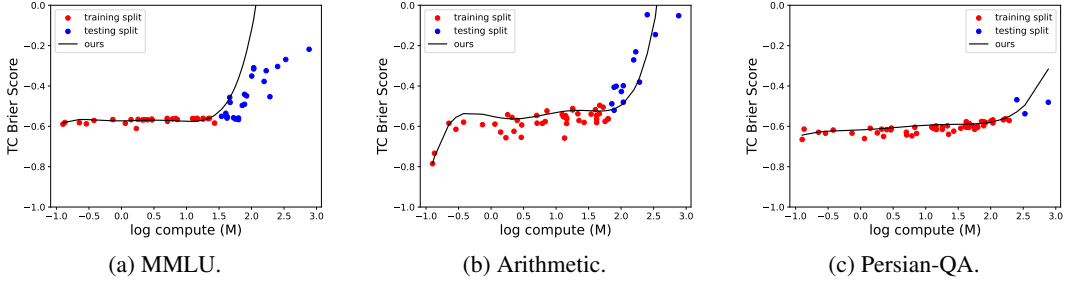 0.0
−0.2
−0.4
−0.6
−0.8
−1.0
TC Brier Score
training split
testing split
ours
−1.0 −0.5 0.0 0.5 1.0 1.5 2.0 2.5 3.0
log compute (M)
(a) MMLU.
0.0
−0.2
−0.4
−0.6
−0.8
−1.0
TC Brier Score
training split
testing split
ours
−1.0 −0.5 0.0 0.5 1.0 1.5 2.0 2.5 3.0
log compute (M)
(b) Arithmetic.
0.0
−0.2
−0.4
−0.6
−0.8
−1.0
TC Brier Score
training split
testing split
ours
−1.0 −0.5 0.0 0.5 1.0 1.5 2.0 2.5 3.0
log compute (M)
(c) Persian-QA.